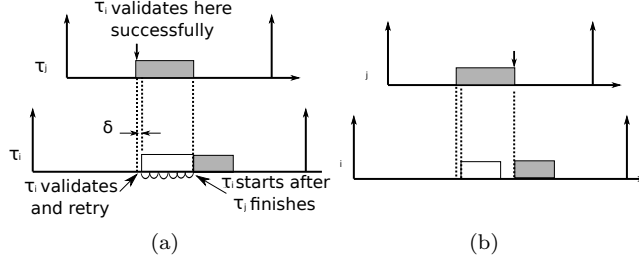 τi validates here
successfully
τj
δ
τi
τi validates
and retry
τi starts after
τj finishes
(a)
j
i
(b)